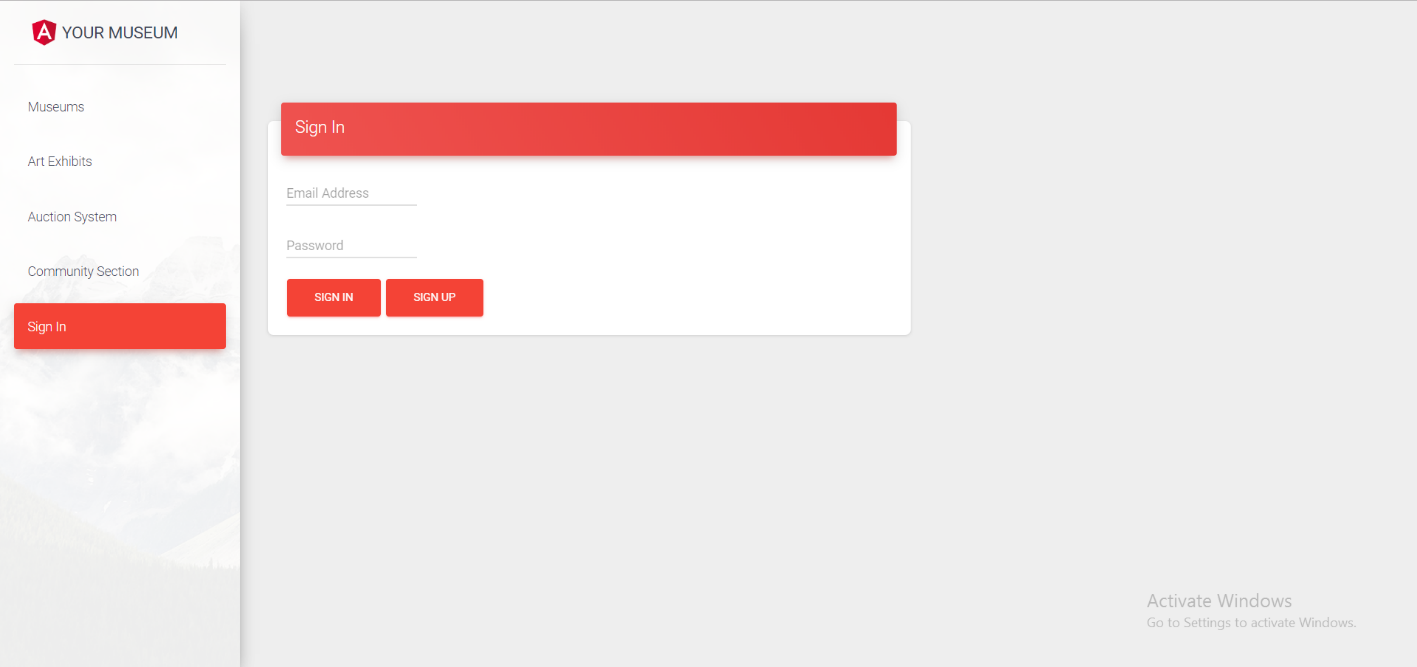 YOUR MUSEUM
Museums
Art Exhibits
Auction System
Community Section
Sign In
Sign In
Email Address
Password
SIGN IN SIGN UP
Activate Windows
Go to Settings to activate Windows.